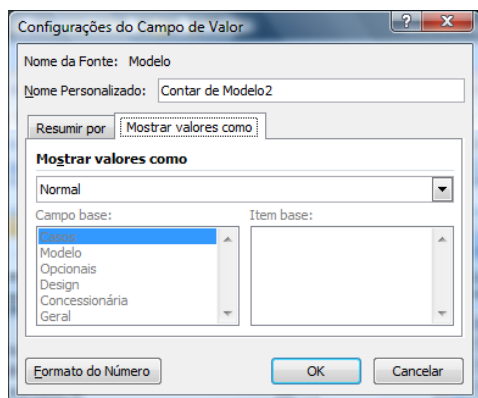 Configurações do Campo de Valor
Nome da Fonte: Modelo
Nome Personalizado: Contar de Modelo2
Resumir por Mostrar valores como
Mostrar valores como
Normal
Campo base: Item base:
Casos
Modelo
Opcionais
Design
Concessionária
Geral
Formato do Número OK Cancelar